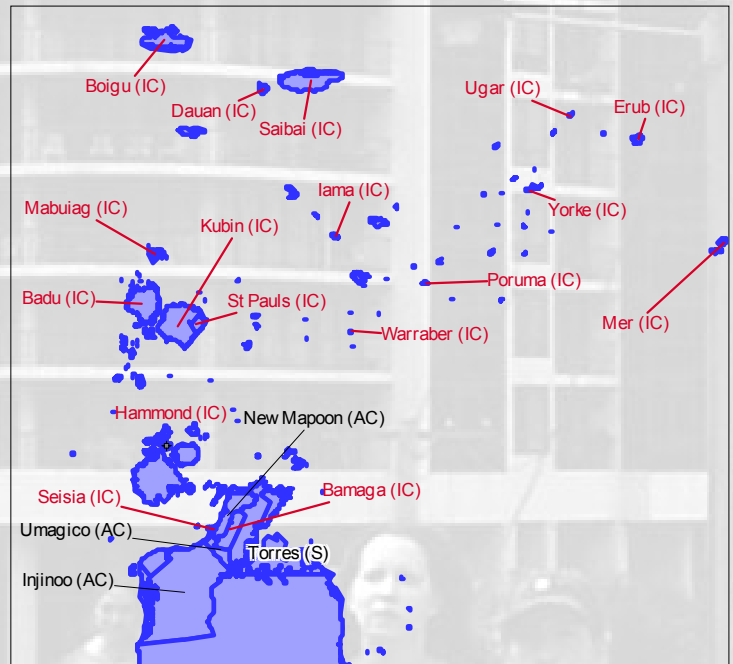 Boigu (IC)
Dauan (IC)
Saibai (IC)
Ugar (IC)
Erub (IC)
Mabuiag (IC)
Kubin (IC)
Iama (IC)
Yorke (IC)
Badu (IC)
St Pauls (IC)
Poruma (IC)
Warraber (IC)
Mer (IC)
Hammond (IC)
New Mapoon (AC)
Seisia (IC)
Bamaga (IC)
Umagico (AC)
Torres (S)
Injinoo (AC)